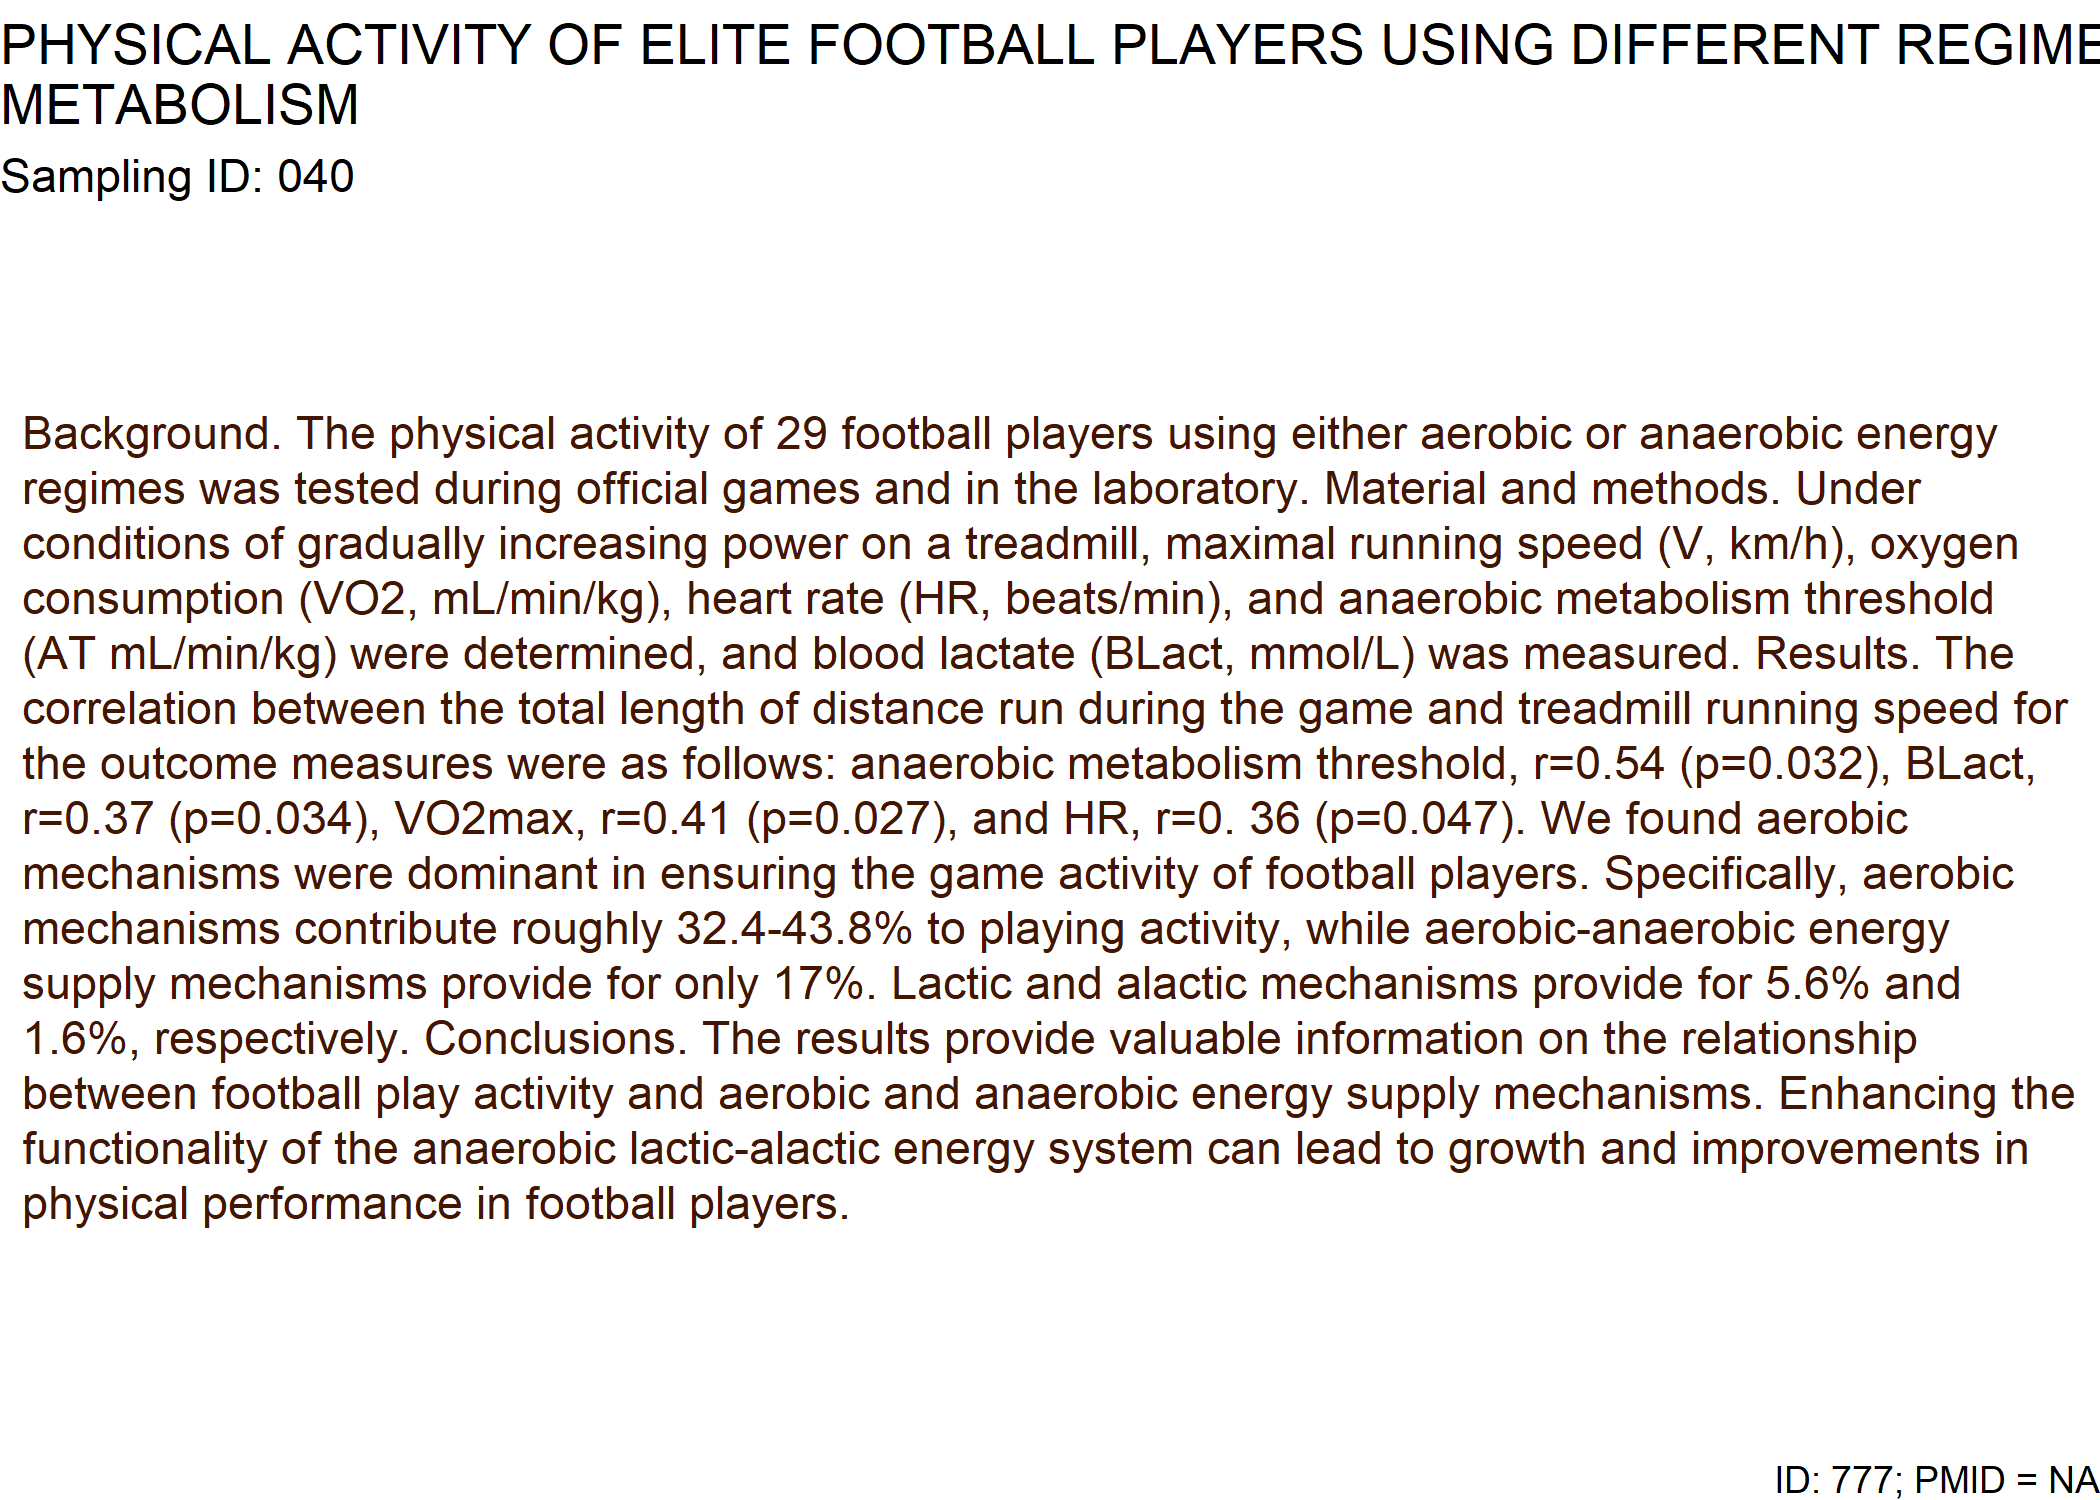 PHYSICAL ACTIVITY OF ELITE FOOTBALL PLAYERS USING DIFFERENT REGIME
METABOLISM
Sampling ID: 040
Background. The physical activity of 29 football players using either aerobic or anaerobic energy
regimes was tested during official games and in the laboratory. Material and methods. Under
conditions of gradually increasing power on a treadmill, maximal running speed (V, km/h), oxygen
consumption (VO2, mL/min/kg), heart rate (HR, beats/min), and anaerobic metabolism threshold
(AT mL/min/kg) were determined, and blood lactate (BLact, mmol/L) was measured. Results. The
correlation between the total length of distance run during the game and treadmill running speed for
the outcome measures were as follows: anaerobic metabolism threshold, r=0.54 (p=0.032), BLact,
r=0.37 (p=0.034), VO2max, r=0.41 (p=0.027), and HR, r=0. 36 (p=0.047). We found aerobic
mechanisms were dominant in ensuring the game activity of football players. Specifically, aerobic
mechanisms contribute roughly 32.4-43.8% to playing activity, while aerobic-anaerobic energy
supply mechanisms provide for only 17%. Lactic and alactic mechanisms provide for 5.6% and
1.6%, respectively. Conclusions. The results provide valuable information on the relationship
between football play activity and aerobic and anaerobic energy supply mechanisms. Enhancing the
functionality of the anaerobic lactic-alactic energy system can lead to growth and improvements in
physical performance in football players.
ID: 777; PMID = NA